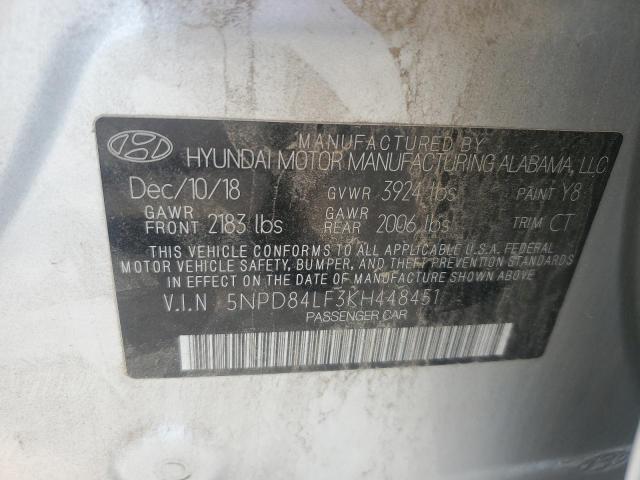 MANUFACTURED BY
HYUNDAI MOTOR MANUFACTURING ALABAMA, LLC
Dec/10/18 GVWR 3924 lbs PAINT Y8
GAWR FRONT 2183 lbs GAWR REAR 2006 lbs TRIM CT
THIS VEHICLE CONFORMS TO ALL APPLICABLE U.S.A. FEDERAL
MOTOR VEHICLE SAFETY, BUMPER, AND THEFT PREVENTION STANDARDS
IN EFFECT ON THE DATE OF MANUFACTURE SHOWN ABOVE.
V.I.N 5NPD84LF3KH448451
PASSENGER CAR